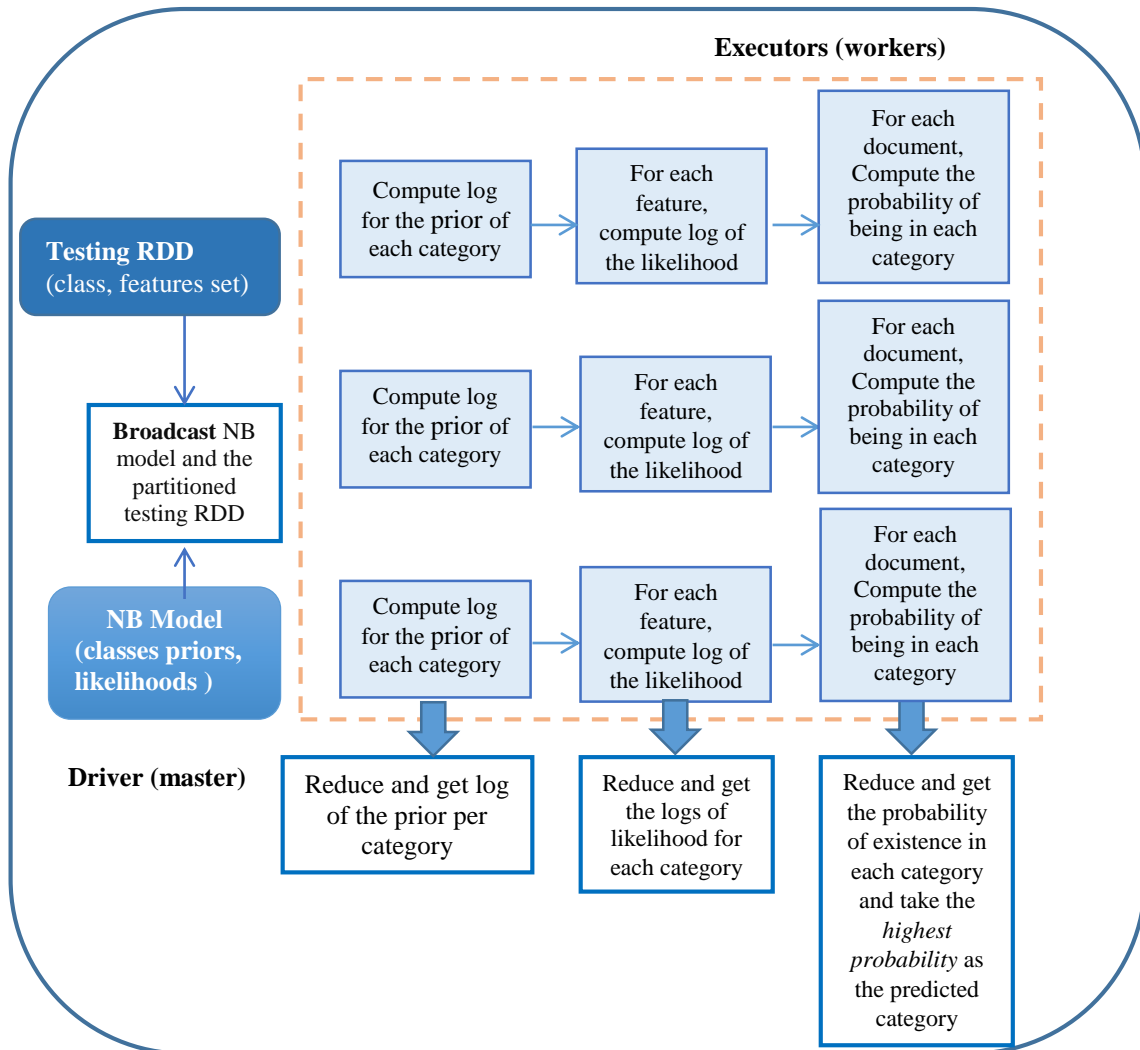 Executors (workers)
Testing RDD
(class, features set)
Broadcast NB
model and the
partitioned
testing RDD
NB Model
(classes priors,
likelihoods )
Driver (master)
Compute log
for the prior of
each category
For each
feature,
compute log of
the likelihood
For each
document,
Compute the
probability of
being in each
category
Compute log
for the prior of
each category
For each
feature,
compute log of
the likelihood
For each
document,
Compute the
probability of
being in each
category
Compute log
for the prior of
each category
For each
feature,
compute log of
the likelihood
For each
document,
Compute the
probability of
being in each
category
Reduce and get log
of the prior per
category
Reduce and get
the logs of
likelihood for
each category
Reduce and get
the probability
of existence in
each category
and take the
highest
probability as
the predicted
category